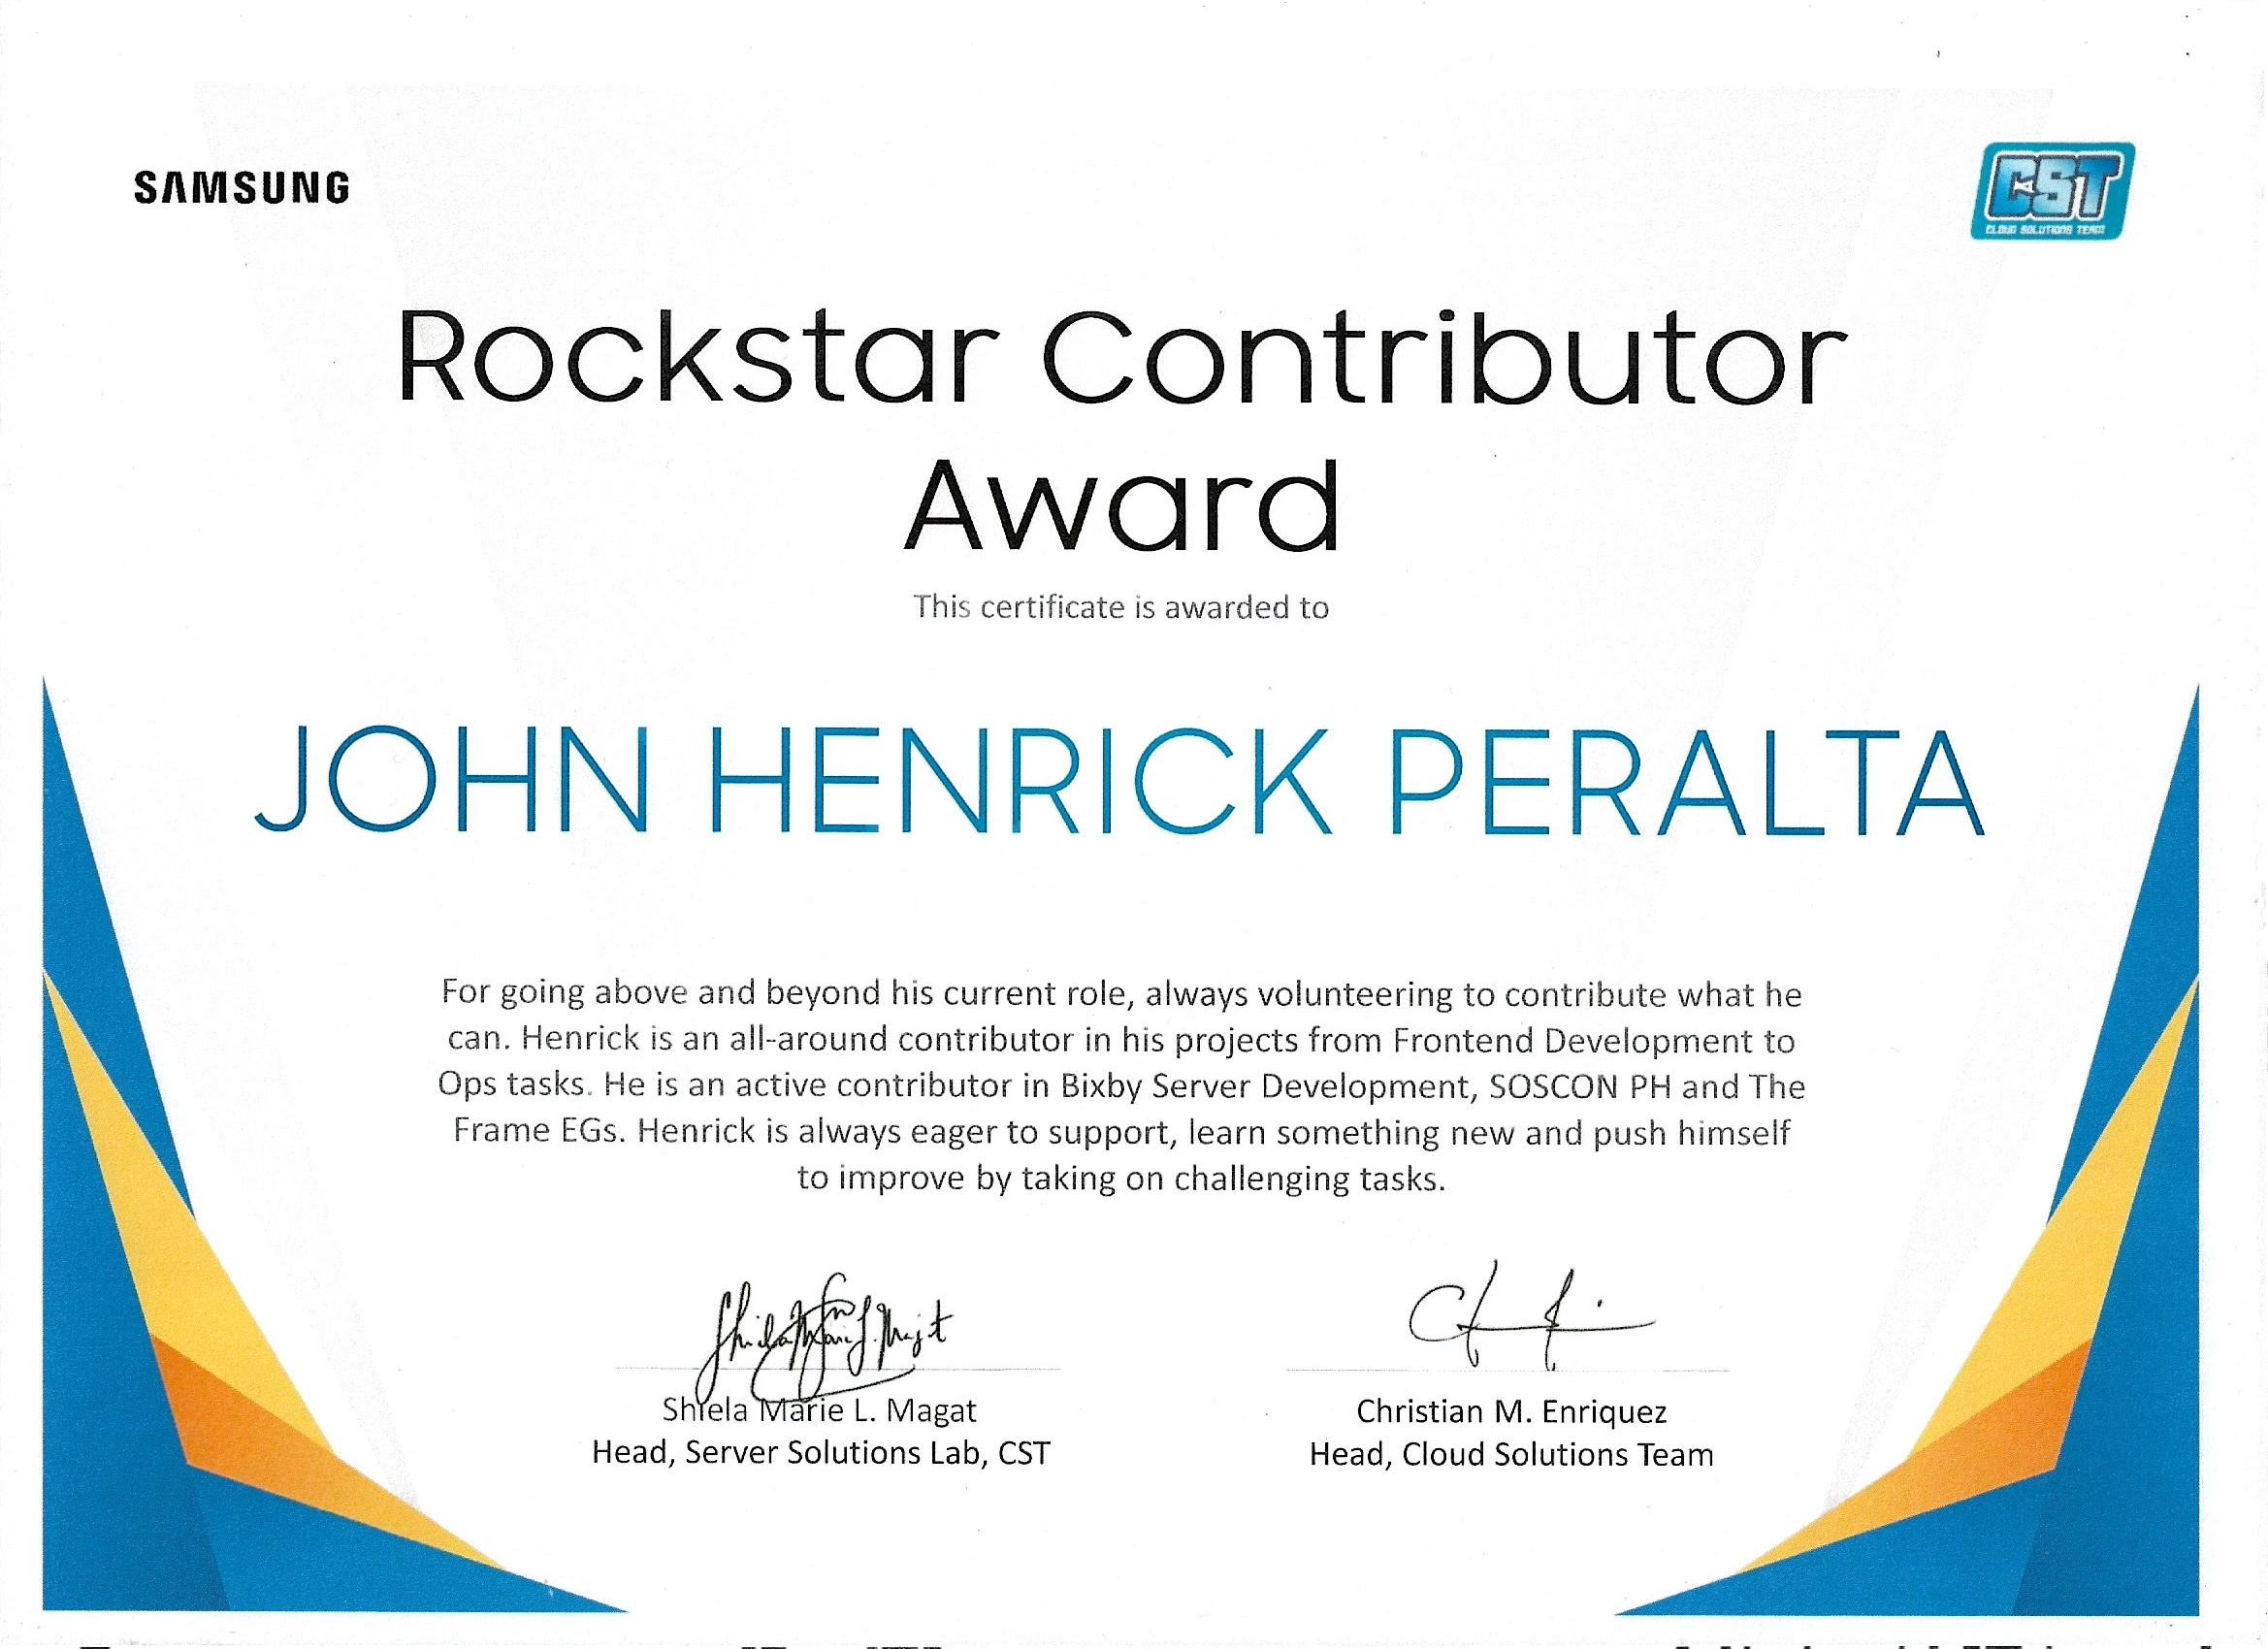 SAMSUNG
CST
CLOUD SOLUTIONS TEAM
Rockstar Contributor
Award
This certificate is awarded to
JOHN HENRICK PERALTA
For going above and beyond his current role, always volunteering to contribute what he
can. Henrick is an all-around contributor in his projects from Frontend Development to
Ops tasks. He is an active contributor in Bixby Server Development, SOSCON PH and The
Frame EGs. Henrick is always eager to support, learn something new and push himself
to improve by taking on challenging tasks.
Shiela Marie L. Magat
Head, Server Solutions Lab, CST
Christian M. Enriquez
Head, Cloud Solutions Team